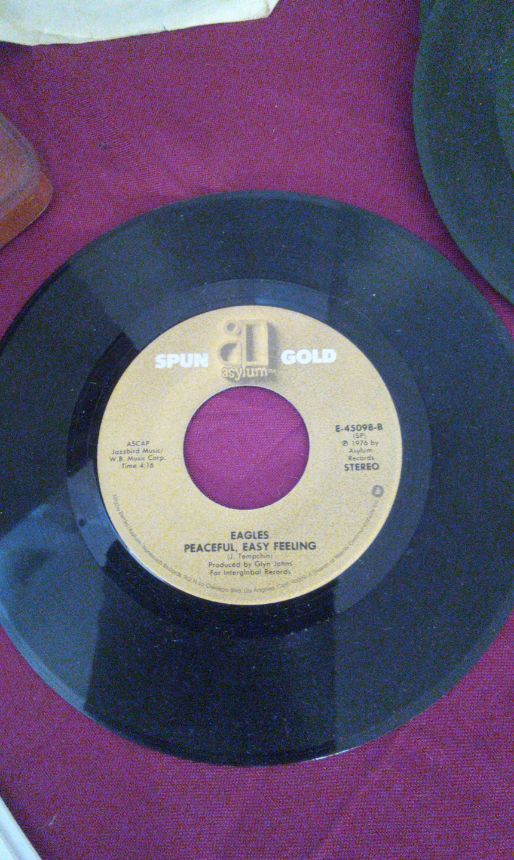 SPUN GOLD
asylum
ASCAP
Jazzbird Music/
W.B. Music Corp.
Time 4:16
E-45098-B
(SP)
℗ 1976 by
Asylum
Records
STEREO
EAGLES
PEACEFUL, EASY FEELING
(J. Tempchin)
Produced by Glyn Johns
For Interglobal Records